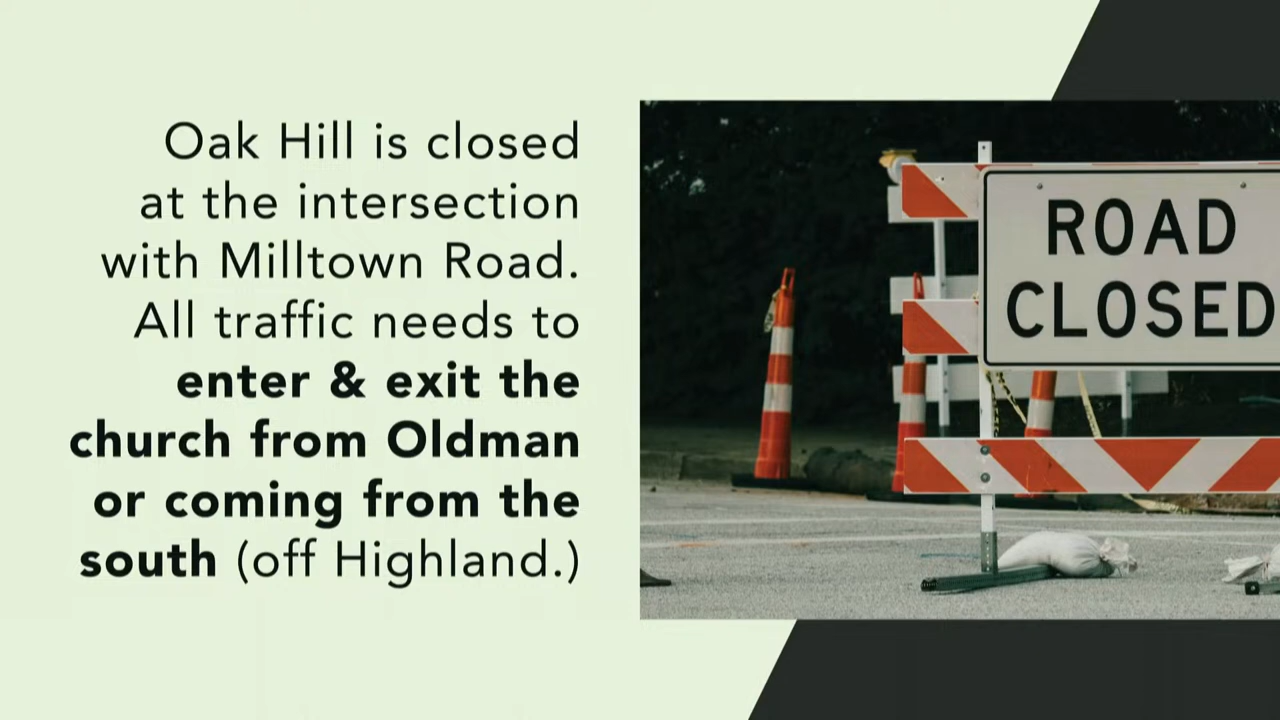 Oak Hill is closed
at the intersection
with Milltown Road.
All traffic needs to
enter & exit the
church from Oldman
or coming from the
south (off Highland.)
ROAD
CLOSED